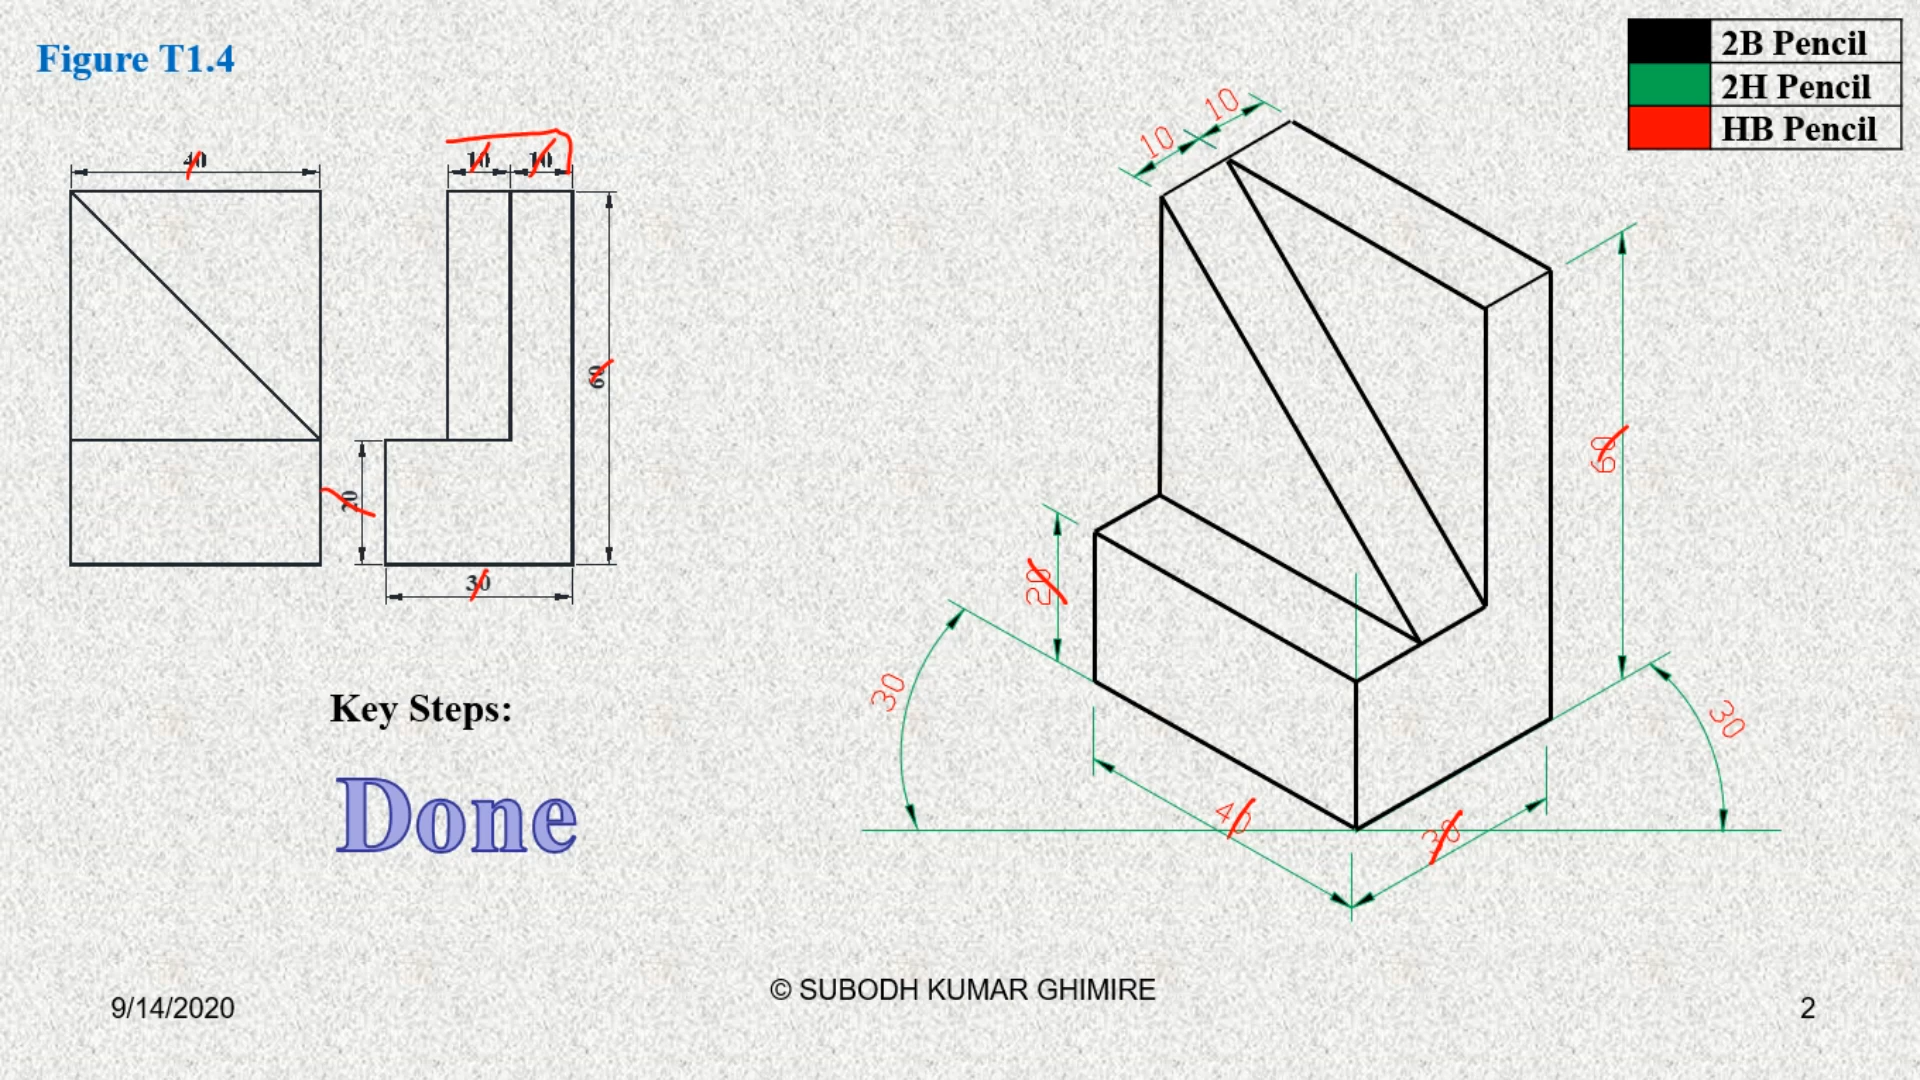 Figure T1.4
2B Pencil
2H Pencil
HB Pencil
40
10 10
60
20
30
10 10
60
20
30
30
40
30
Key Steps:
Done
9/14/2020
© SUBODH KUMAR GHIMIRE
2